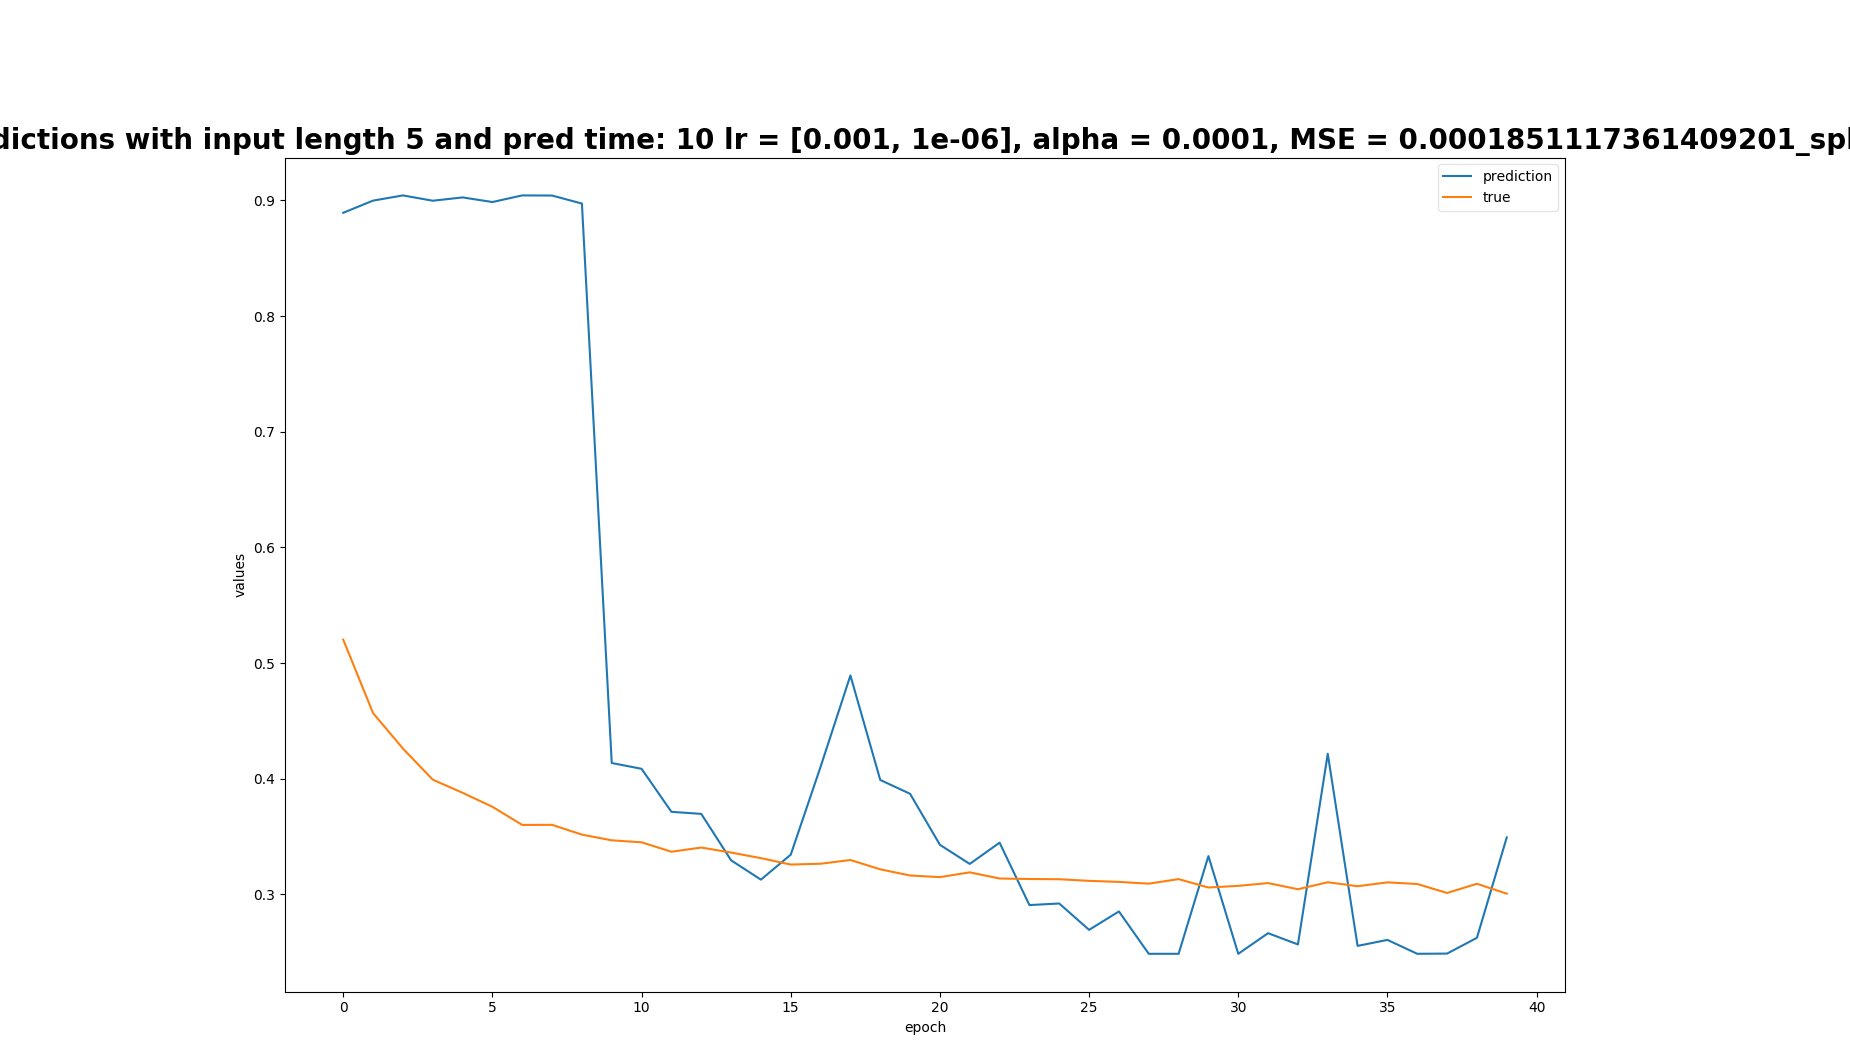 dictions with input length 5 and pred time: 10 lr = [0.001, 1e-06], alpha = 0.0001, MSE = 0.0001851117361409201_spl
prediction
true
0.9
0.8
0.7
0.6
0.5
0.4
0.3
values
0 5 10 15 20 25 30 35 40
epoch